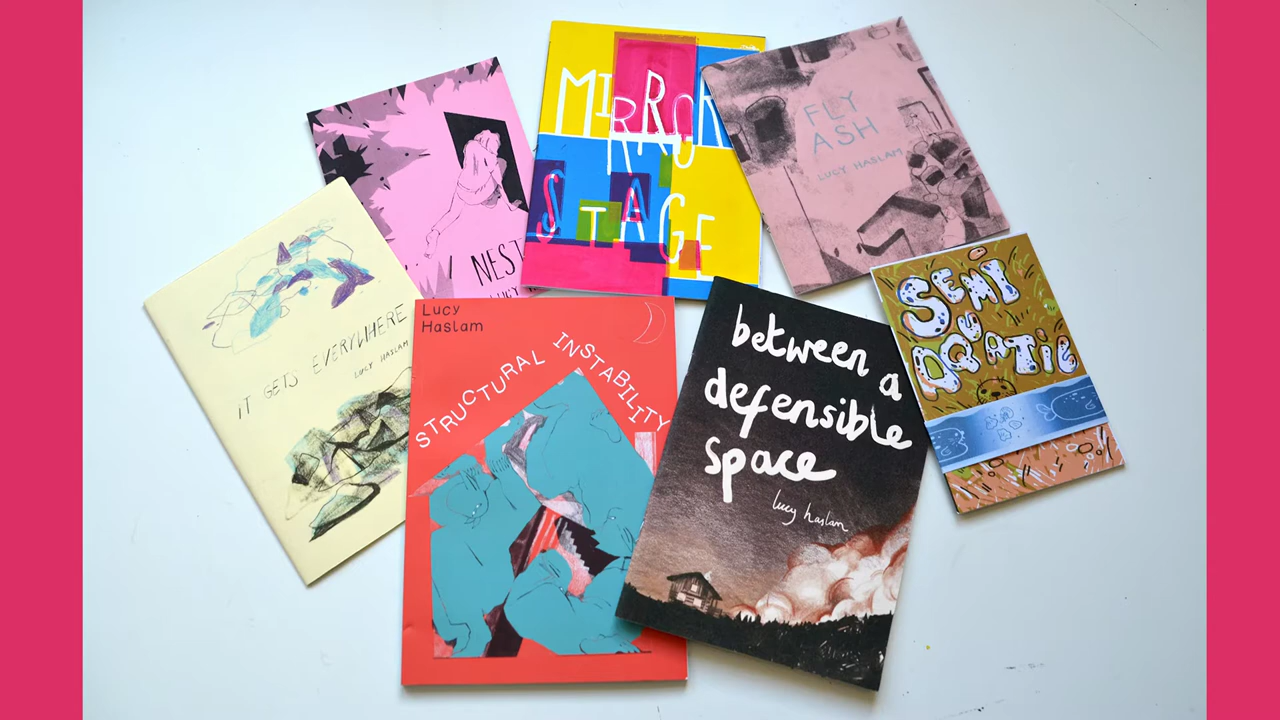 MIRROR
STAGE
FLY
ASH
LUCY HASLAM
NEST
IT GETS EVERYWHERE
LUCY HASLAM
Lucy
Haslam
STRUCTURAL INSTABILITY
between a
defensible
space
lucy haslam
SEMI
AQUATIC